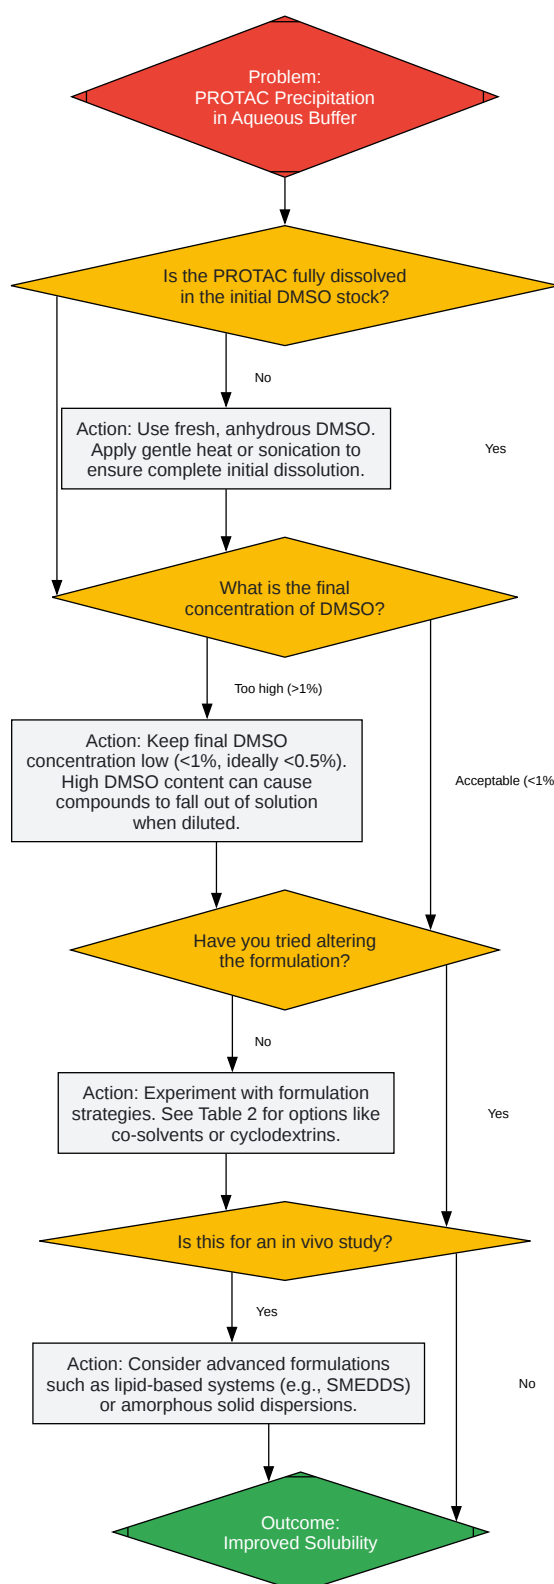 Problem:
PROTAC Precipitation
in Aqueous Buffer
Is the PROTAC fully dissolved
in the initial DMSO stock?
No
Action: Use fresh, anhydrous DMSO.
Apply gentle heat or sonication to
ensure complete initial dissolution.
Yes
What is the final
concentration of DMSO?
Too high (>1%)
Action: Keep final DMSO
concentration low (<1%, ideally <0.5%).
High DMSO content can cause
compounds to fall out of solution
when diluted.
Acceptable (<1%
Have you tried altering
the formulation?
No
Action: Experiment with formulation
strategies. See Table 2 for options like
co-solvents or cyclodextrins.
Yes
Is this for an in vivo study?
Yes
Action: Consider advanced formulations
such as lipid-based systems (e.g., SMEDDS)
or amorphous solid dispersions.
No
Outcome:
Improved Solubility